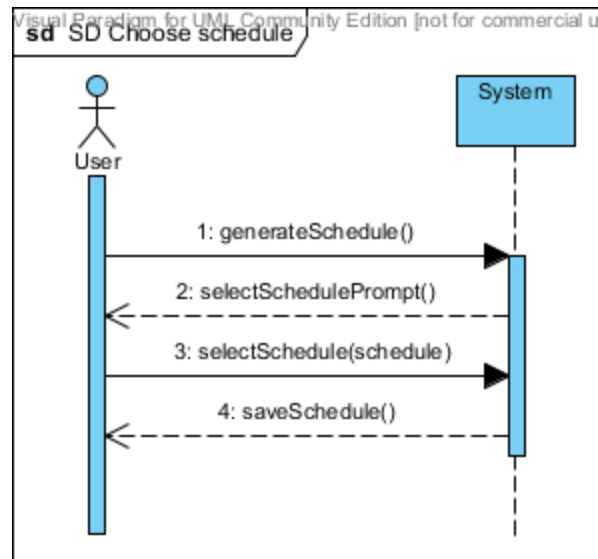 Visual Paradigm for UML Community Edition [not for commercial u
sd SD Choose schedule
User
System
1: generateSchedule()
2: selectSchedulePrompt()
3: selectSchedule(schedule)
4: saveSchedule()